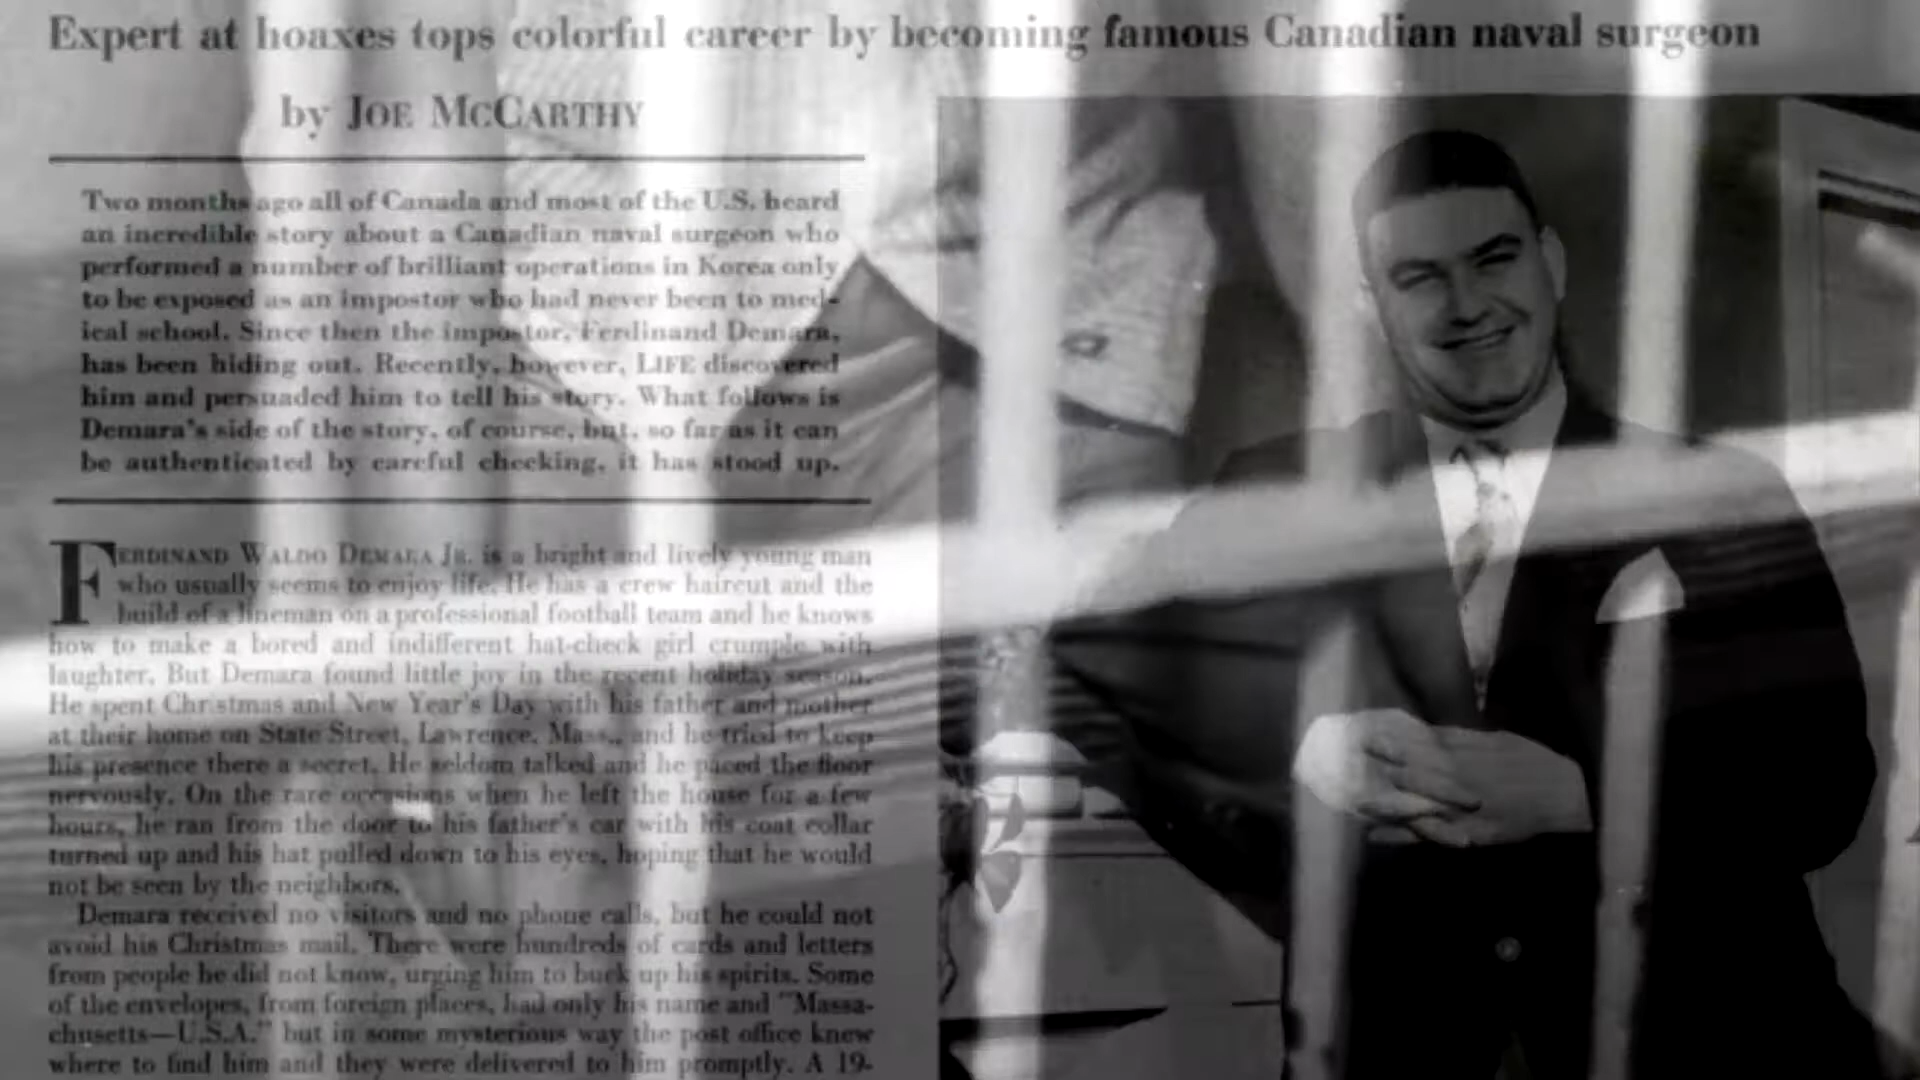 Expert at hoaxes tops colorful career by becoming famous Canadian naval surgeon
by JOE MCCARTHY
Two months ago all of Canada and most of the U.S. heard
an incredible story about a Canadian naval surgeon who
performed a number of brilliant operations in Korea only
to be exposed as an impostor who had never been to med-
ical school. Since then the impostor, Ferdinand Demara,
has been hiding out. Recently, however, LIFE discovered
him and persuaded him to tell his story. What follows is
Demara's side of the story, of course, but, so far as it can
be authenticated by careful checking, it has stood up.
FERDINAND WALDO DEMARA JR. is a bright and lively young man
who usually seems to enjoy life. He has a crew haircut and the
build of a lineman on a professional football team and he knows
how to make a bored and indifferent hat-check girl crumple with
laughter. But Demara found little joy in the recent holiday season.
He spent Christmas and New Year's Day with his father and mother
at their home on State Street, Lawrence, Mass., and he tried to keep
his presence there a secret. He seldom talked and he paced the floor
nervously. On the rare occasions when he left the house for a few
hours, he ran from the door to his father's car with his coat collar
turned up and his hat pulled down to his eyes, hoping that he would
not be seen by the neighbors.
Demara received no visitors and no phone calls, but he could not
avoid his Christmas mail. There were hundreds of cards and letters
from people he did not know, urging him to buck up his spirits. Some
of the envelopes, from foreign places, had only his name and "Massa-
chusetts—U.S.A." but in some mysterious way the post office knew
where to find him and they were delivered to him promptly. A 19-